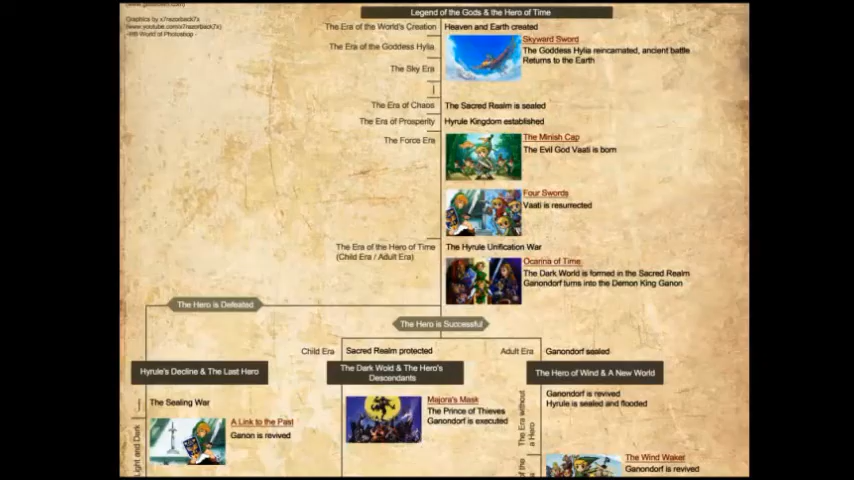 Graphics by x7razorback7x
(www.youtube.com/x7razorback7x)
World of Photoshop -
Legend of the Gods & the Hero of Time
The Era of the World's Creation
Heaven and Earth created
The Era of the Goddess Hylia
Skyward Sword
The Goddess Hylia reincarnated, ancient battle
Returns to the Earth
The Sky Era
The Era of Chaos
The Sacred Realm is sealed
The Era of Prosperity
Hyrule Kingdom established
The Force Era
The Minish Cap
The Evil God Vaati is born
Four Swords
Vaati is resurrected
The Era of the Hero of Time
(Child Era / Adult Era)
The Hyrule Unification War
Ocarina of Time
The Dark World is formed in the Sacred Realm
Ganondorf turns into the Demon King Ganon
The Hero is Defeated
The Hero is Successful
Child Era
Sacred Realm protected
Adult Era
Ganondorf sealed
Hyrule's Decline & The Last Hero
The Dark Wold & The Hero's
Descendants
The Hero of Wind & A New World
The Sealing War
A Link to the Past
Ganon is revived
Light and Dark
Majora's Mask
The Prince of Thieves
Ganondorf is executed
Ganondorf is revived
Hyrule is sealed and flooded
The Era without
a Hero
The Wind Waker
Ganondorf is revived
of the